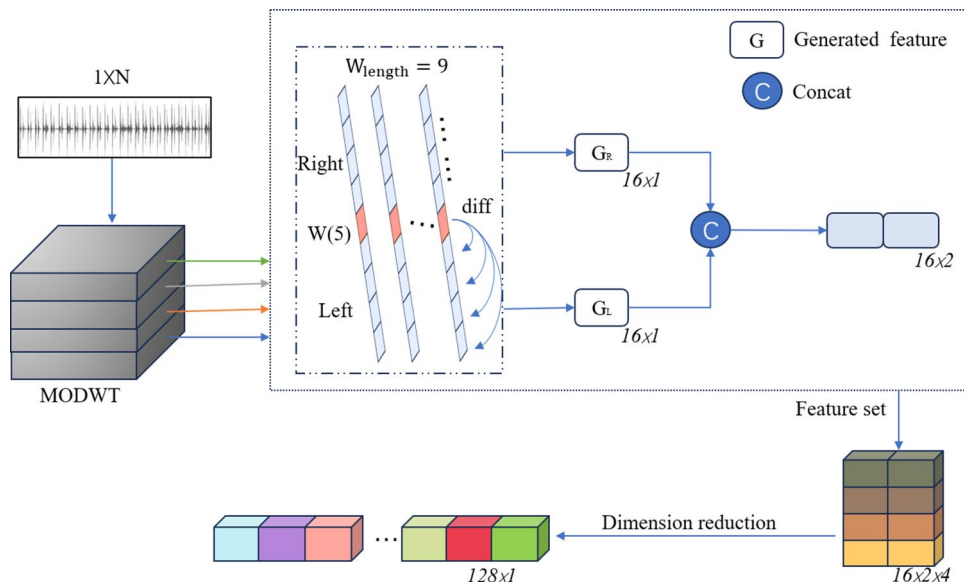 1XN
W_length = 9
G Generated feature
C Concat
Right
W(5)
Left
diff
G_R
16x1
G_L
16x1
C
16x2
MODWT
Feature set
Dimension reduction
128x1
16x2x4